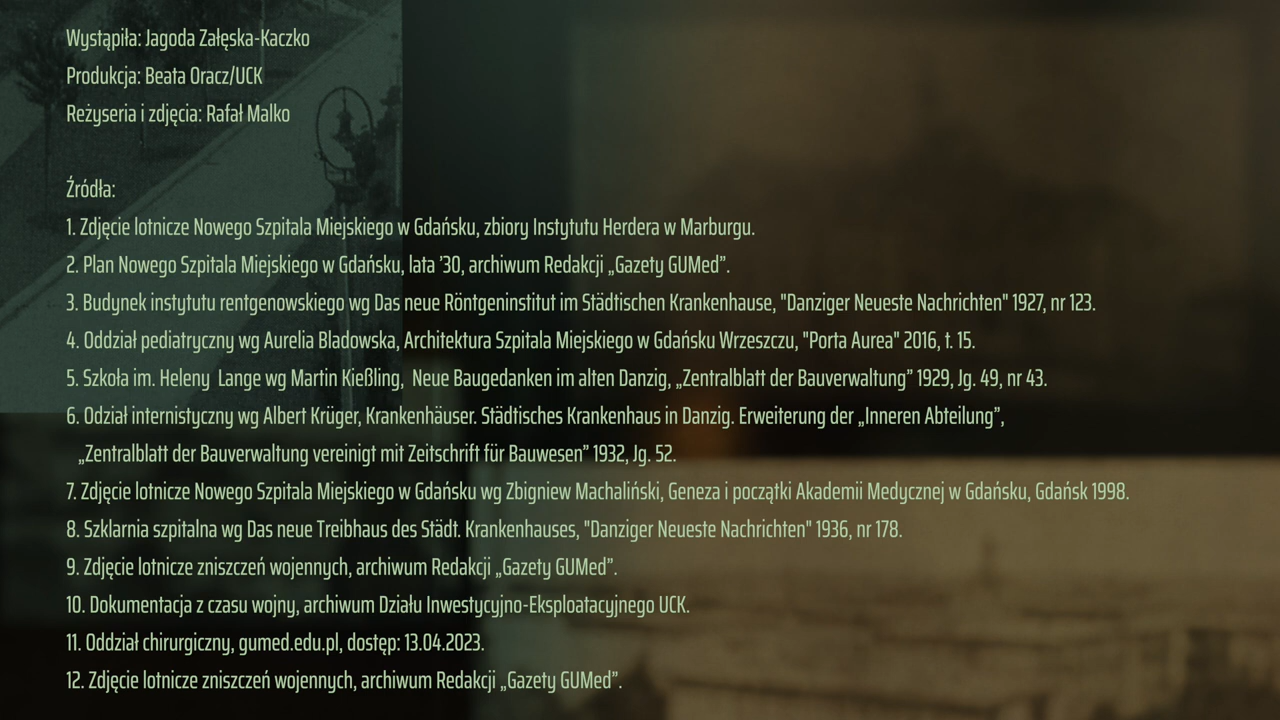 Wystąpiła: Jagoda Załęska-Kaczko
Produkcja: Beata Oracz/UCK
Reżyseria i zdjęcia: Rafał Malko
Źródła:
1. Zdjęcie lotnicze Nowego Szpitala Miejskiego w Gdańsku, zbiory Instytutu Herdera w Marburgu.
2. Plan Nowego Szpitala Miejskiego w Gdańsku, lata ’30, archiwum Redakcji „Gazety GUMed”.
3. Budynek instytutu rentgenowskiego wg Das neue Röntgeninstitut im Städtischen Krankenhause, "Danziger Neueste Nachrichten" 1927, nr 123.
4. Oddział pediatryczny wg Aurelia Bladowska, Architektura Szpitala Miejskiego w Gdańsku Wrzeszczu, "Porta Aurea" 2016, t. 15.
5. Szkoła im. Heleny  Lange wg Martin Kießling,  Neue Baugedanken im alten Danzig, „Zentralblatt der Bauverwaltung” 1929, Jg. 49, nr 43.
6. Odział internistyczny wg Albert Krüger, Krankenhäuser. Städtisches Krankenhaus in Danzig. Erweiterung der „Inneren Abteilung”,
„Zentralblatt der Bauverwaltung vereinigt mit Zeitschrift für Bauwesen” 1932, Jg. 52.
7. Zdjęcie lotnicze Nowego Szpitala Miejskiego w Gdańsku wg Zbigniew Machaliński, Geneza i początki Akademii Medycznej w Gdańsku, Gdańsk 1998.
8. Szklarnia szpitalna wg Das neue Treibhaus des Städt. Krankenhauses, "Danziger Neueste Nachrichten" 1936, nr 178.
9. Zdjęcie lotnicze zniszczeń wojennych, archiwum Redakcji „Gazety GUMed”.
10. Dokumentacja z czasu wojny, archiwum Działu Inwestycyjno-Eksploatacyjnego UCK.
11. Oddział chirurgiczny, gumed.edu.pl, dostęp: 13.04.2023.
12. Zdjęcie lotnicze zniszczeń wojennych, archiwum Redakcji „Gazety GUMed”.